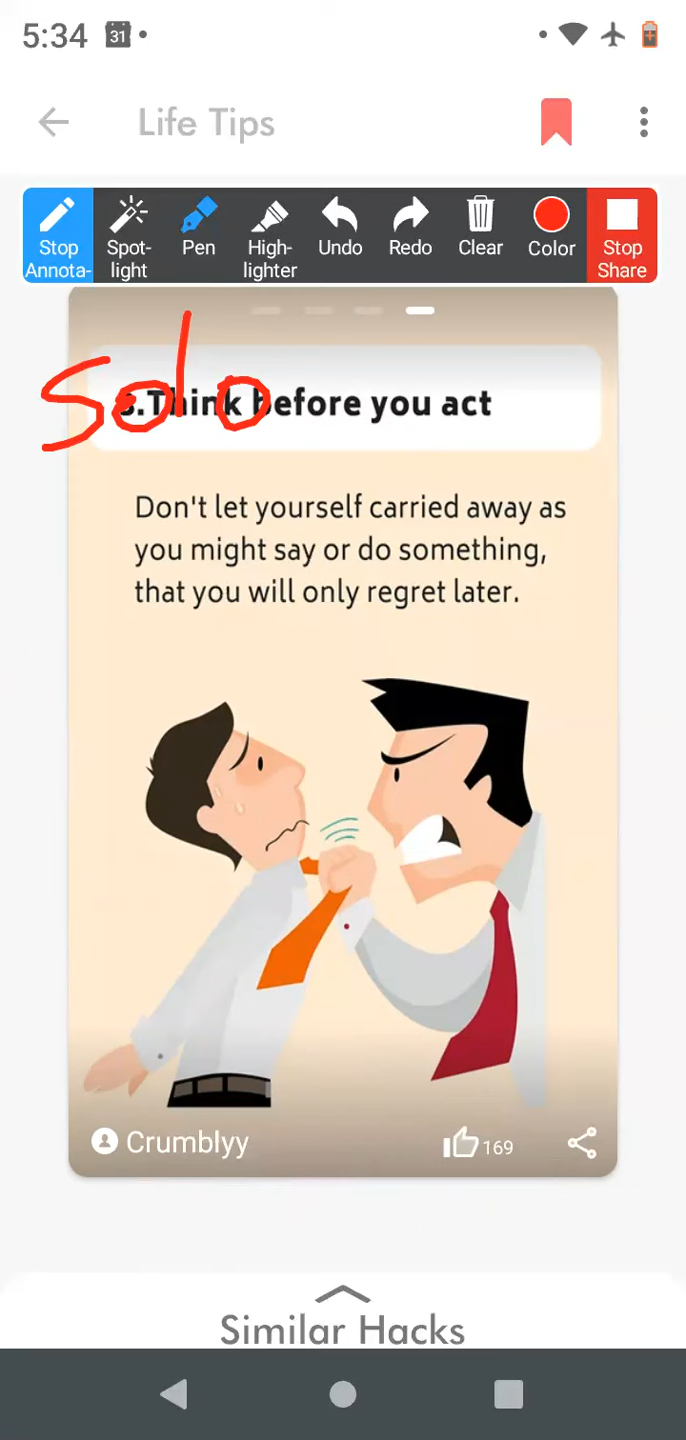 5:34
31
Life Tips
Stop Annota-
Spot-light
Pen
High-lighter
Undo
Redo
Clear
Color
Stop Share
solo
3.Think before you act
Don't let yourself carried away as
you might say or do something,
that you will only regret later.
Crumblyy
169
Similar Hacks